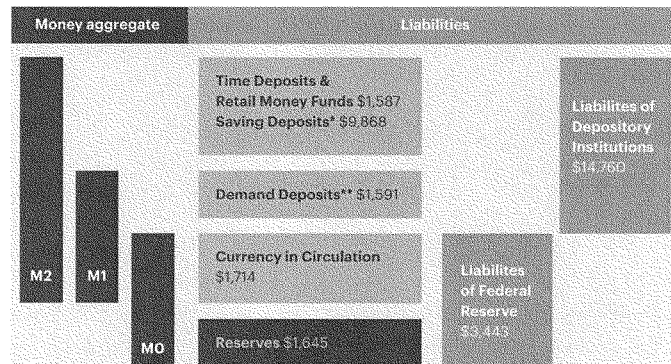 Money aggregate
Liabilities
Time Deposits &
Retail Money Funds $1,587
Saving Deposits* $9,868
Demand Deposits** $1,591
Currency in Circulation
$1,714
Reserves $1,645
Liabilites of
Depository
Institutions
$14,760
Liabilites
of Federal
Reserve
$3,443
M2
M1
M0